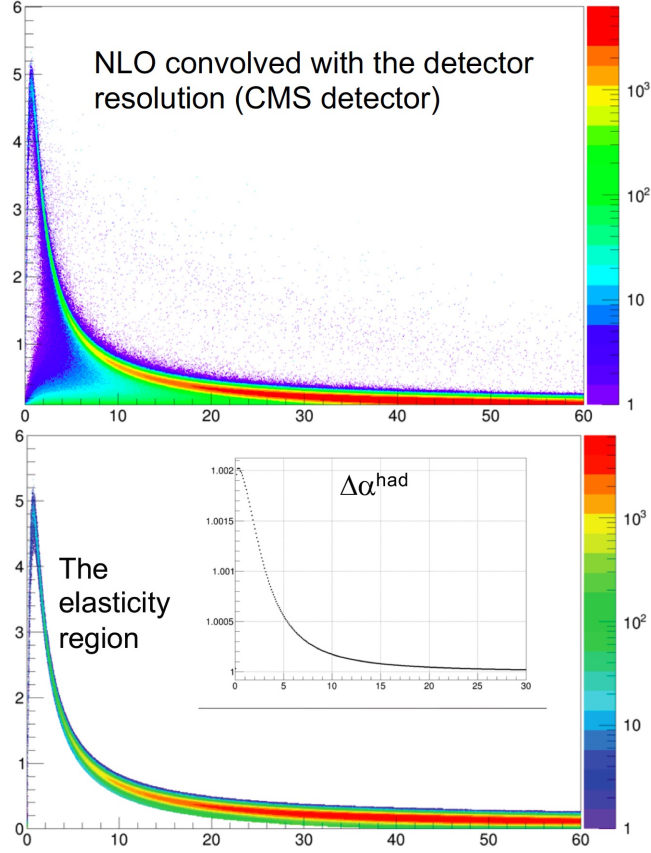 6
5
4
3
2
1
NLO convolved with the detector
resolution (CMS detector)
10³
10²
10
1
0 10 20 30 40 50 60
6
5
4
3
2
1
0
The
elasticity
region
Δα^had
1.002
1.0015
1.001
1.0005
1
0 5 10 15 20 25 30
10³
10²
10
1
0 10 20 30 40 50 60